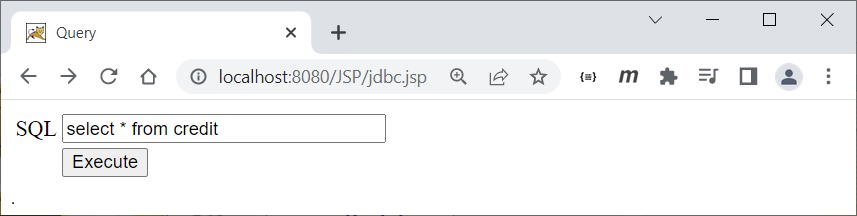 Query
localhost:8080/JSP/jdbc.jsp
SQL select * from credit
Execute
.